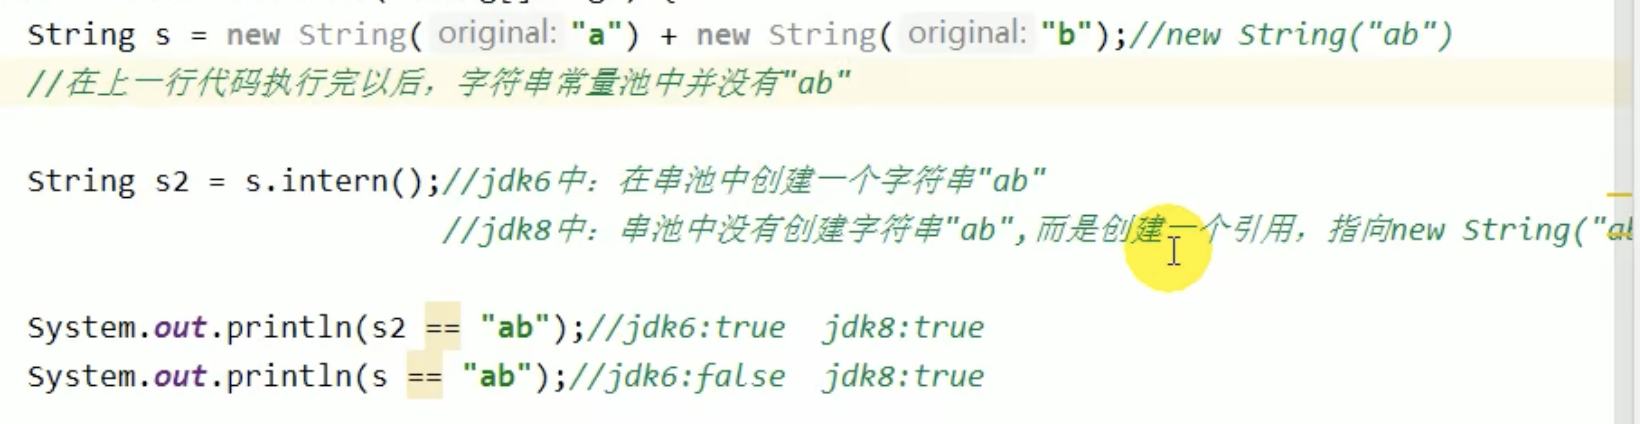 String s = new String( original: "a") + new String( original: "b");//new String("ab")
//在上一行代码执行完以后，字符串常量池中并没有"ab"
String s2 = s.intern();//jdk6中：在串池中创建一个字符串"ab"
//jdk8中：串池中没有创建字符串"ab",而是创建一个引用，指向new String("ab
System.out.println(s2 == "ab");//jdk6:true  jdk8:true
System.out.println(s == "ab");//jdk6:false  jdk8:true